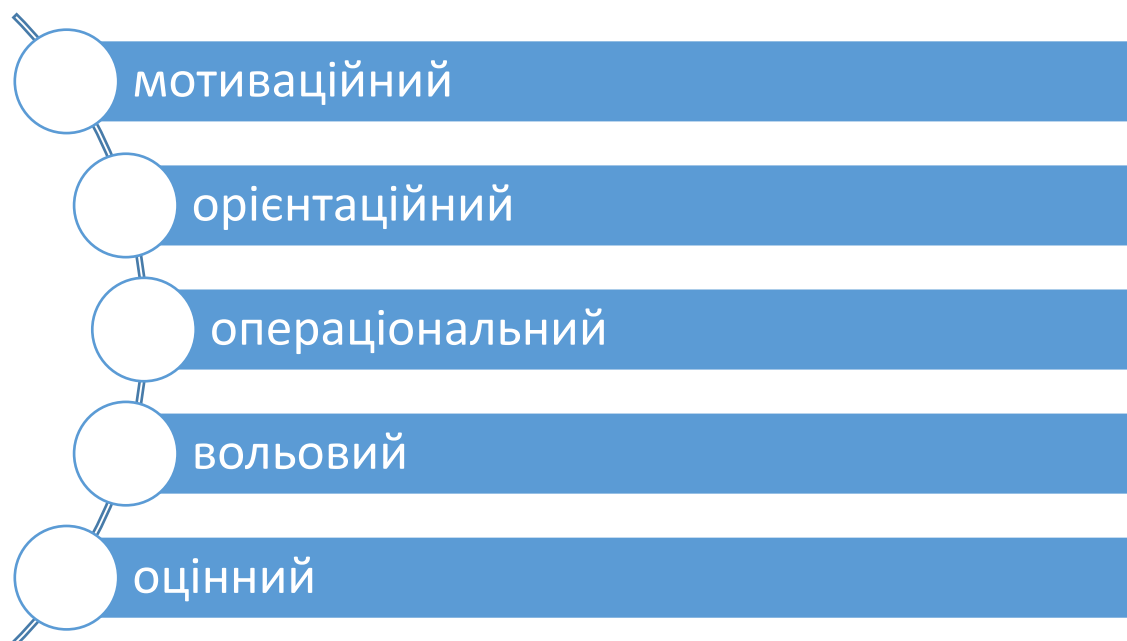 мотиваційний
орієнтаційний
операціональний
вольовий
оцінний